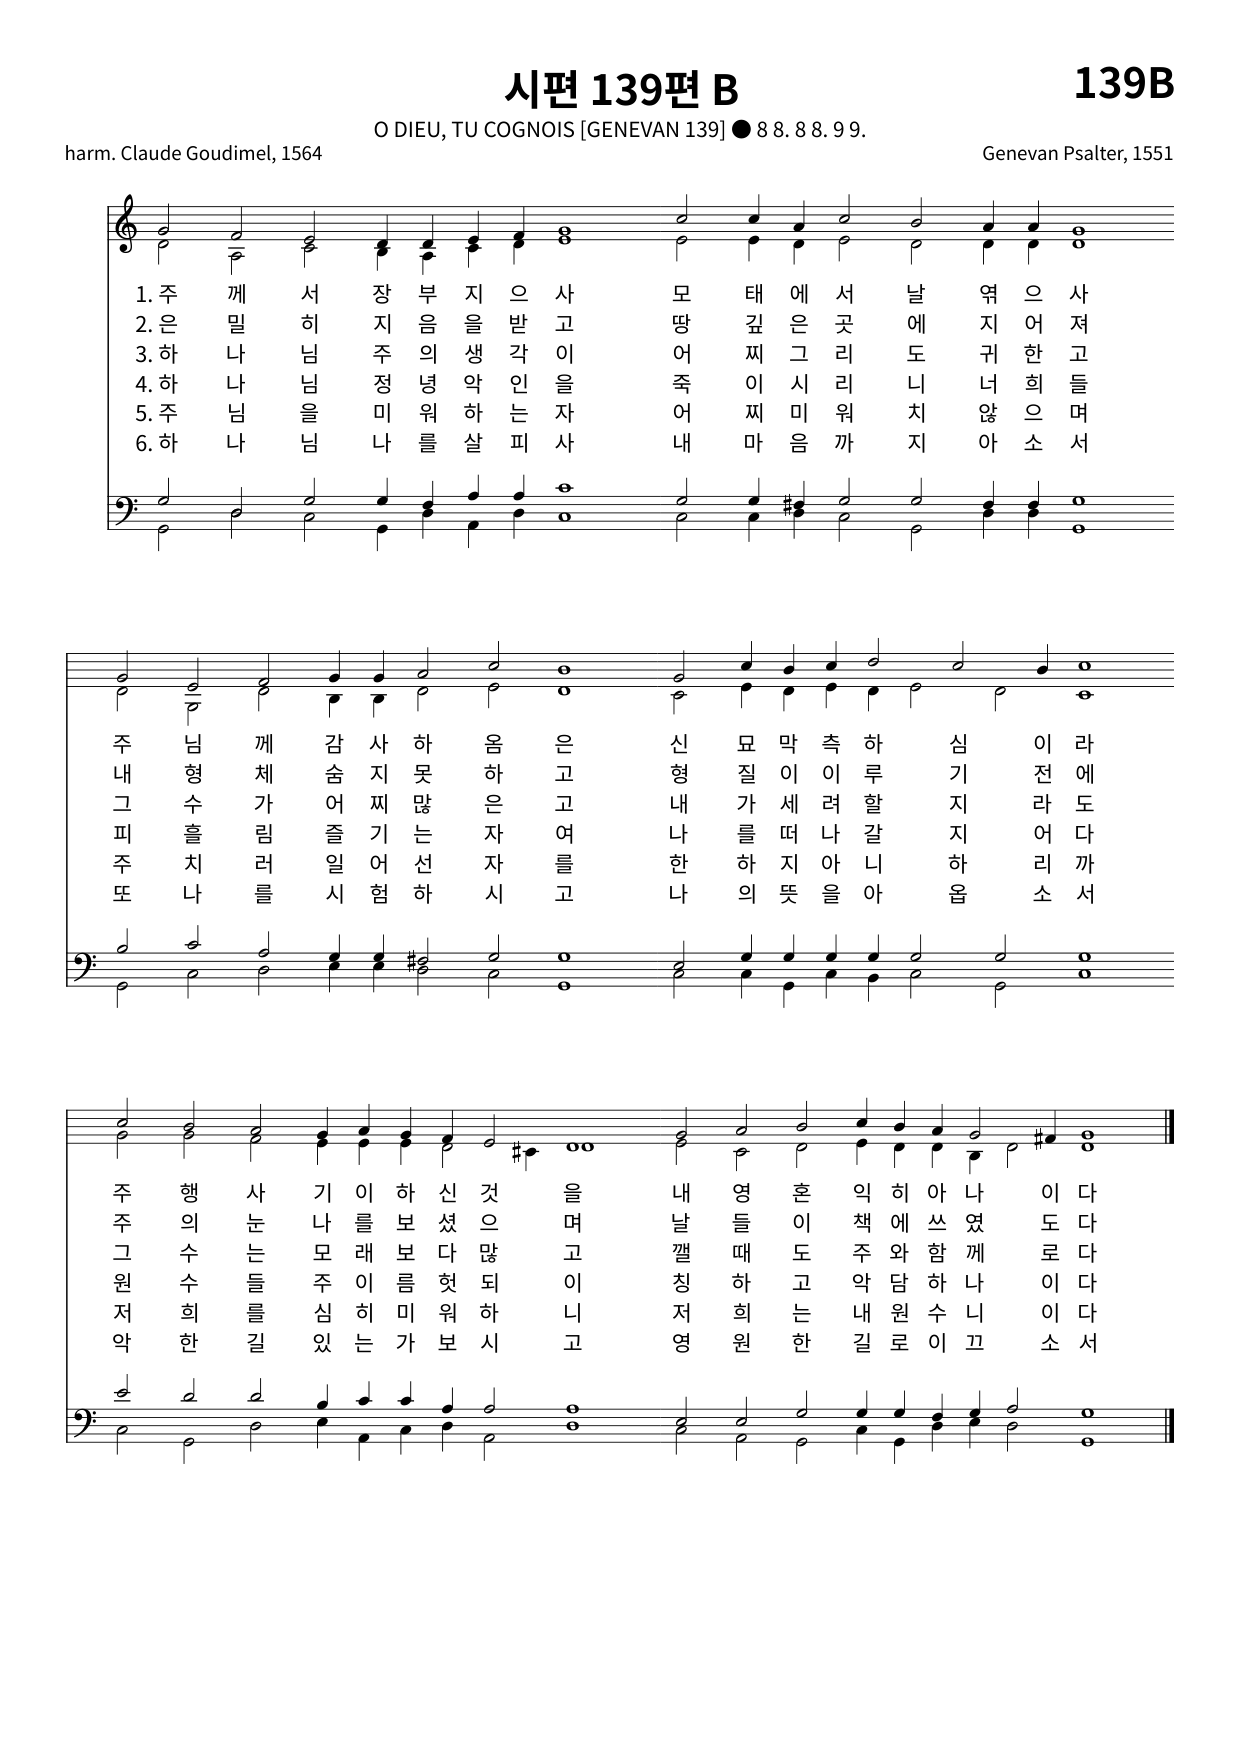 시편 139편 B
139B
O DIEU, TU COGNOIS [GENEVAN 139] ● 8 8. 8 8. 9 9.
harm. Claude Goudimel, 1564
Genevan Psalter, 1551
1. 주 께 서 장 부 지 으 사 모 태 에 서 날 엮 으 사
2. 은 밀 히 지 음 을 받 고 땅 깊 은 곳 에 지 어 져
3. 하 나 님 주 의 생 각 이 어 찌 그 리 도 귀 한 고
4. 하 나 님 정 녕 악 인 을 죽 이 시 리 니 너 희 들
5. 주 님 을 미 워 하 는 자 어 찌 미 워 치 않 으 며
6. 하 나 님 나 를 살 피 사 내 마 음 까 지 아 소 서
주 님 께 감 사 하 옴 은 신 묘 막 측 하 심 이 라
내 형 체 숨 지 못 하 고 형 질 이 이 루 기 전 에
그 수 가 어 찌 많 은 고 내 가 세 려 할 지 라 도
피 흘 림 즐 기 는 자 여 나 를 떠 나 갈 지 어 다
주 치 러 일 어 선 자 를 한 하 지 아 니 하 리 까
또 나 를 시 험 하 시 고 나 의 뜻 을 아 옵 소 서
주 행 사 기 이 하 신 것 을 내 영 혼 익 히 아 나 이 다
주 의 눈 나 를 보 셨 으 며 날 들 이 책 에 쓰 였 도 다
그 수 는 모 래 보 다 많 고 깰 때 도 주 와 함 께 로 다
원 수 들 주 이 름 헛 되 이 칭 하 고 악 담 하 나 이 다
저 희 를 심 히 미 워 하 니 저 희 는 내 원 수 니 이 다
악 한 길 있 는 가 보 시 고 영 원 한 길 로 이 끄 소 서